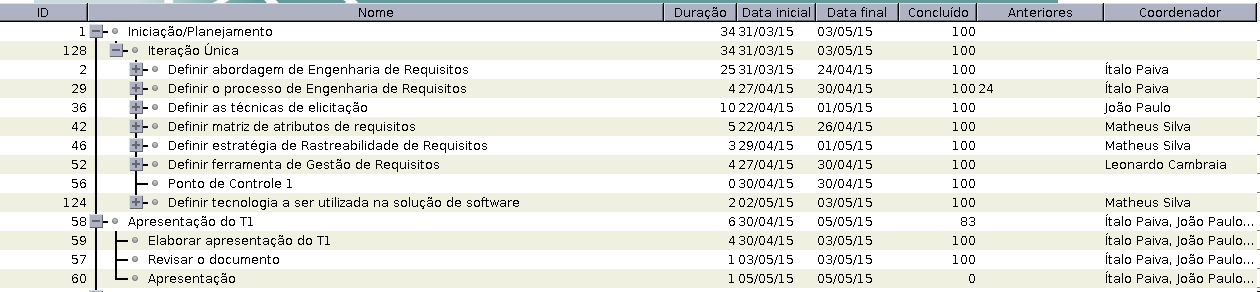 ID Nome Duração Data inicial Data final Concluído Anteriores Coordenador
1 Iniciação/Planejamento 34 31/03/15 03/05/15 100
128 Iteração Única 34 31/03/15 03/05/15 100
2 Definir abordagem de Engenharia de Requisitos 25 31/03/15 24/04/15 100 Ítalo Paiva
29 Definir o processo de Engenharia de Requisitos 4 27/04/15 30/04/15 100 24 Ítalo Paiva
36 Definir as técnicas de elicitação 10 22/04/15 01/05/15 100 João Paulo
42 Definir matriz de atributos de requisitos 5 22/04/15 26/04/15 100 Matheus Silva
46 Definir estratégia de Rastreabilidade de Requisitos 3 29/04/15 01/05/15 100 Matheus Silva
52 Definir ferramenta de Gestão de Requisitos 4 27/04/15 30/04/15 100 Leonardo Cambraia
56 Ponto de Controle 1 0 30/04/15 30/04/15 100
124 Definir tecnologia a ser utilizada na solução de software 2 02/05/15 03/05/15 100 Matheus Silva
58 Apresentação do T1 6 30/04/15 05/05/15 83 Ítalo Paiva, João Paulo...
59 Elaborar apresentação do T1 4 30/04/15 03/05/15 100 Ítalo Paiva, João Paulo...
57 Revisar o documento 1 03/05/15 03/05/15 100 Ítalo Paiva, João Paulo...
60 Apresentação 1 05/05/15 05/05/15 0 Ítalo Paiva, João Paulo...